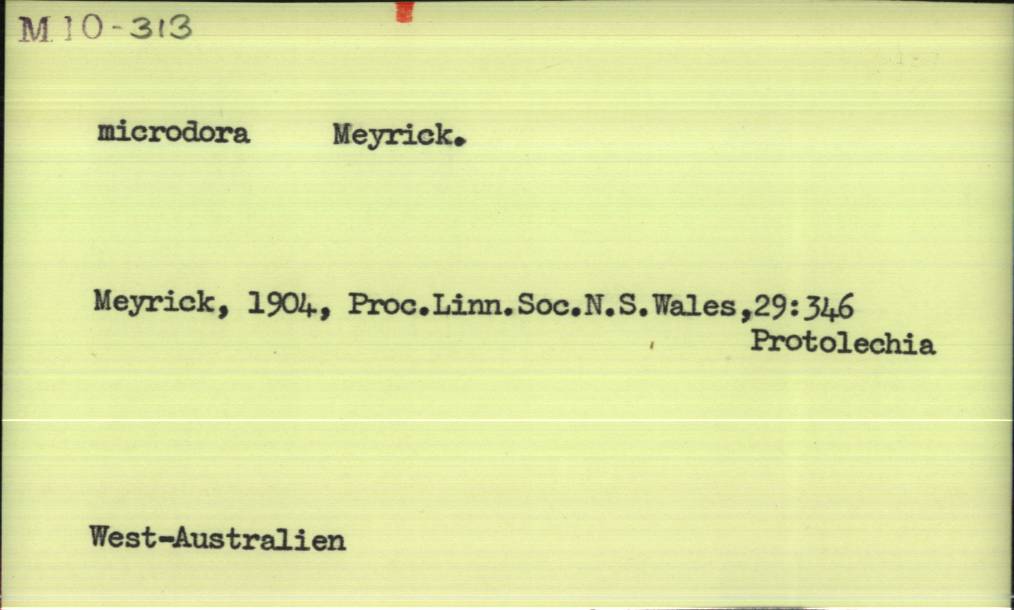 M 10-313
microdora Meyrick.
Meyrick, 1904, Proc.Linn.Soc.N.S.Wales,29:346
Protolechia
West-Australien